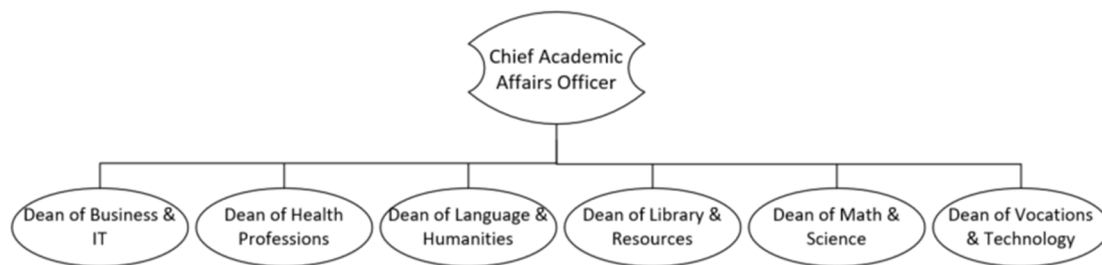 Chief Academic
Affairs Officer
Dean of Business &
IT
Dean of Health
Professions
Dean of Language &
Humanities
Dean of Library &
Resources
Dean of Math &
Science
Dean of Vocations
& Technology